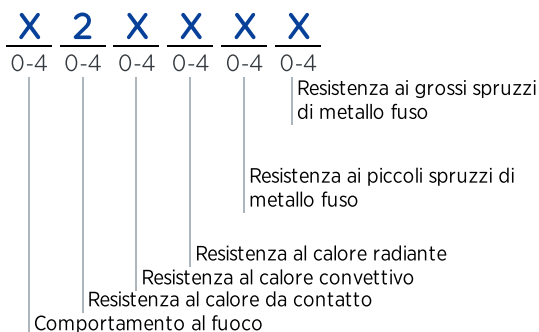 X 2 X X X X
0-4 0-4 0-4 0-4 0-4 0-4
Resistenza ai grossi spruzzi
di metallo fuso
Resistenza ai piccoli spruzzi di
metallo fuso
Resistenza al calore radiante
Resistenza al calore convettivo
Resistenza al calore da contatto
Comportamento al fuoco